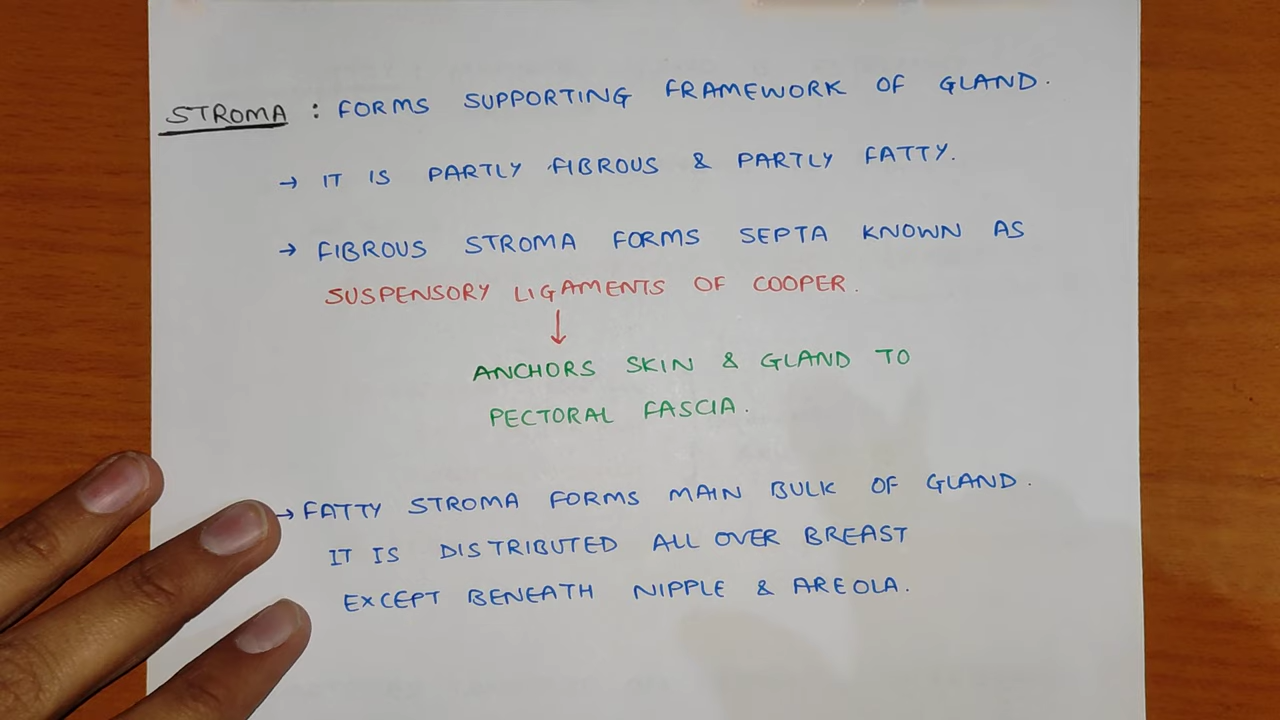 STROMA : FORMS SUPPORTING FRAMEWORK OF GLAND.
→ IT IS PARTLY FIBROUS & PARTLY FATTY.
→ FIBROUS STROMA FORMS SEPTA KNOWN AS
SUSPENSORY LIGAMENTS OF COOPER.
↓
ANCHORS SKIN & GLAND TO
PECTORAL FASCIA.
→ FATTY STROMA FORMS MAIN BULK OF GLAND.
IT IS DISTRIBUTED ALL OVER BREAST
EXCEPT BENEATH NIPPLE & AREOLA.